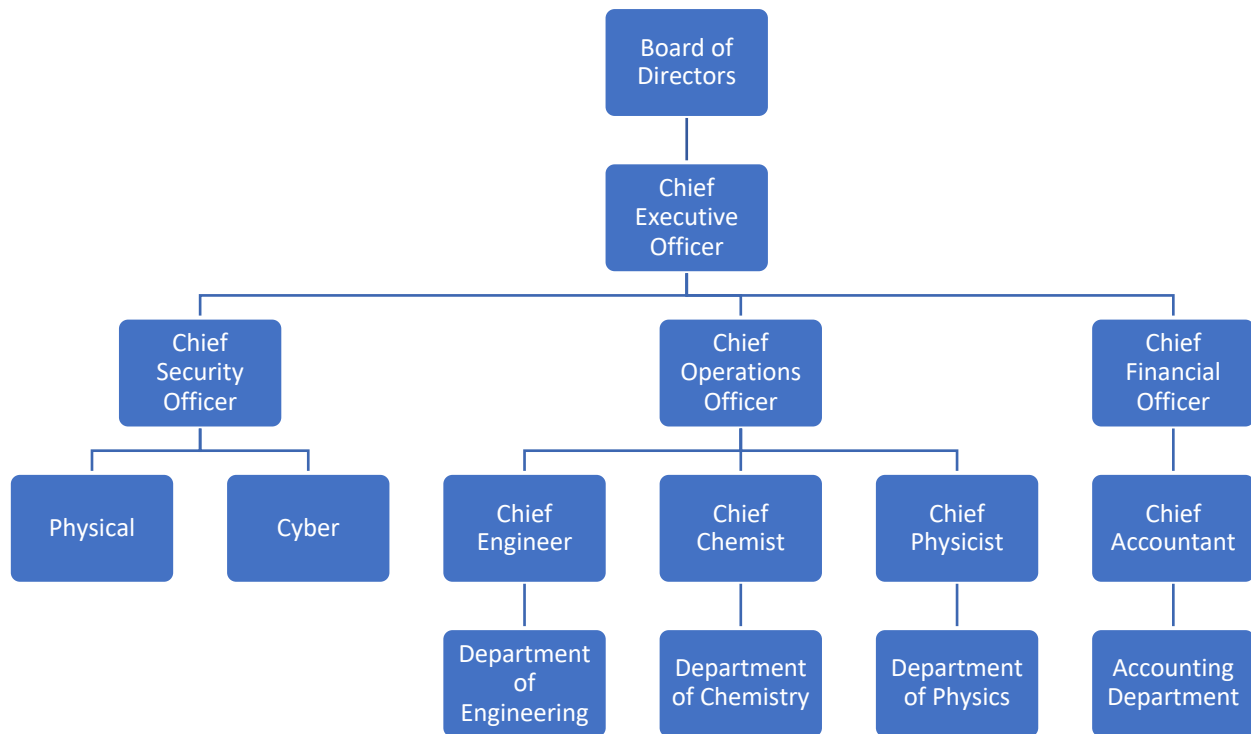 Board of
Directors
Chief
Executive
Officer
Chief
Security
Officer
Chief
Operations
Officer
Chief
Financial
Officer
Physical
Cyber
Chief
Engineer
Chief
Chemist
Chief
Physicist
Chief
Accountant
Department
of
Engineering
Department
of Chemistry
Department
of Physics
Accounting
Department